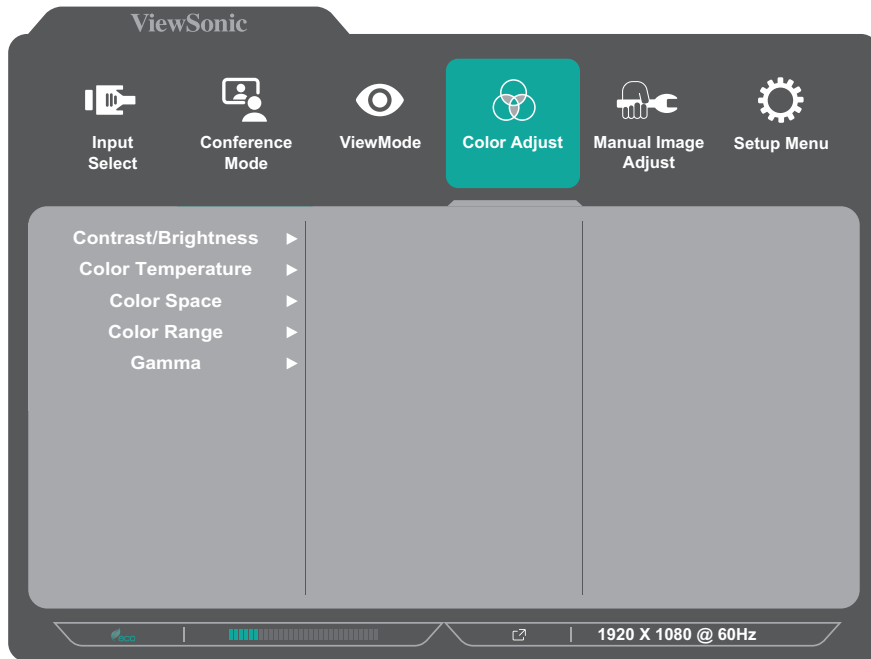 ViewSonic
Input
Select
Conference
Mode
ViewMode
Color Adjust
Manual Image
Adjust
Setup Menu
Contrast/Brightness
Color Temperature
Color Space
Color Range
Gamma
eco
1920 X 1080 @ 60Hz